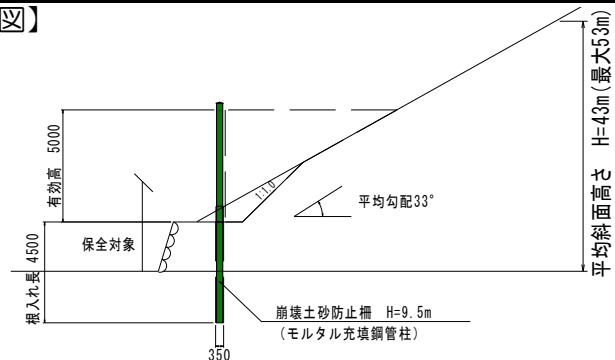 図】
有効高 5000
根入れ長 4500
保全対象
1:1.0
平均勾配33°
平均斜面高さ H=43m(最大53m)
崩壊土砂防止柵 H=9.5m
(モルタル充填鋼管柱)
350